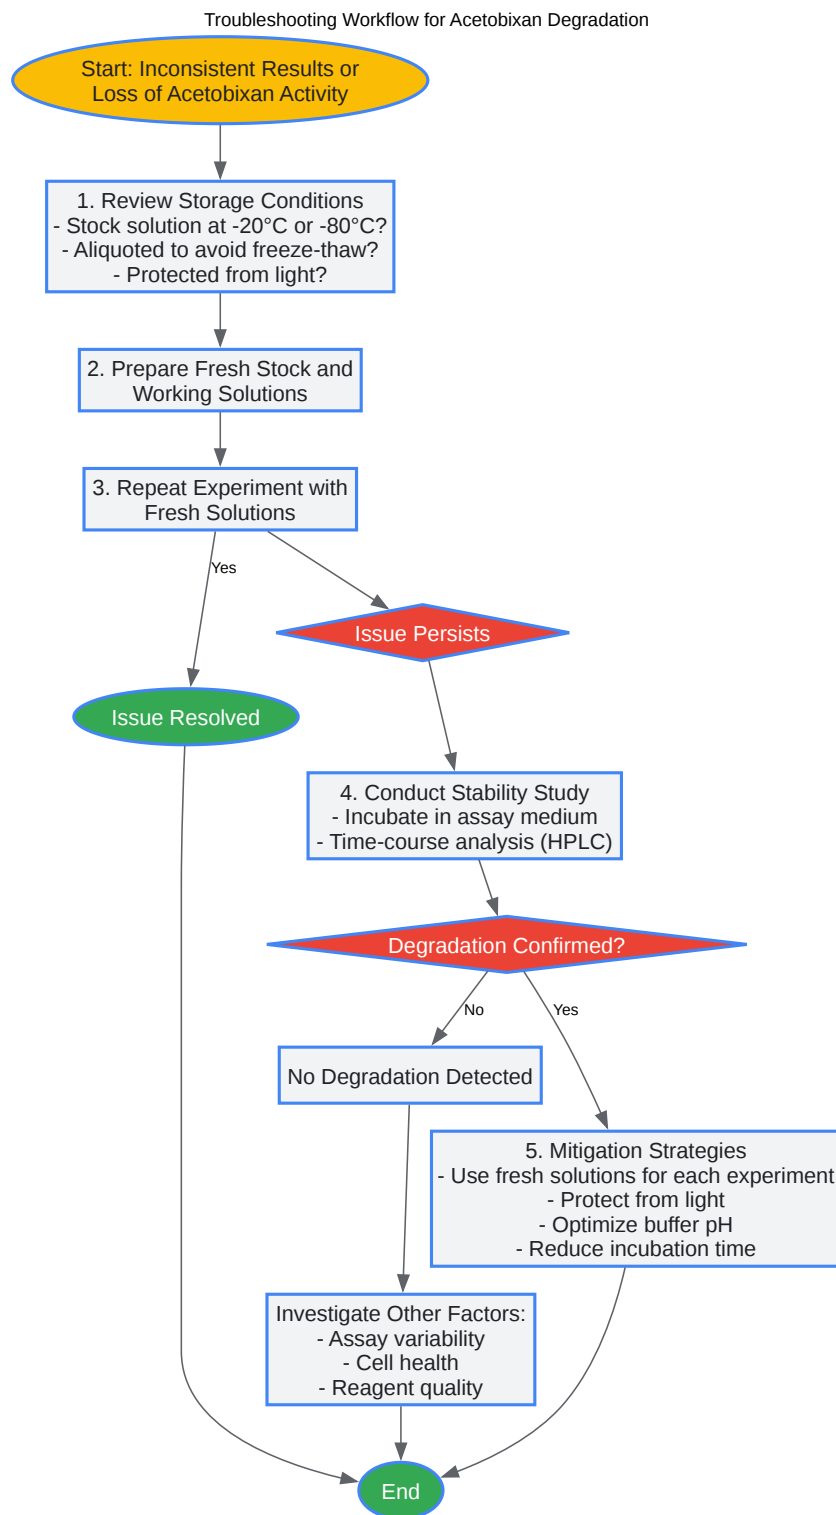 Troubleshooting Workflow for Acetobixan Degradation
Start: Inconsistent Results or
Loss of Acetobixan Activity
1. Review Storage Conditions
- Stock solution at -20°C or -80°C?
- Aliquoted to avoid freeze-thaw?
- Protected from light?
2. Prepare Fresh Stock and
Working Solutions
3. Repeat Experiment with
Fresh Solutions
Yes
Issue Persists
Issue Resolved
4. Conduct Stability Study
- Incubate in assay medium
- Time-course analysis (HPLC)
Degradation Confirmed?
No
Yes
No Degradation Detected
5. Mitigation Strategies
- Use fresh solutions for each experiment
- Protect from light
- Optimize buffer pH
- Reduce incubation time
Investigate Other Factors:
- Assay variability
- Cell health
- Reagent quality
End